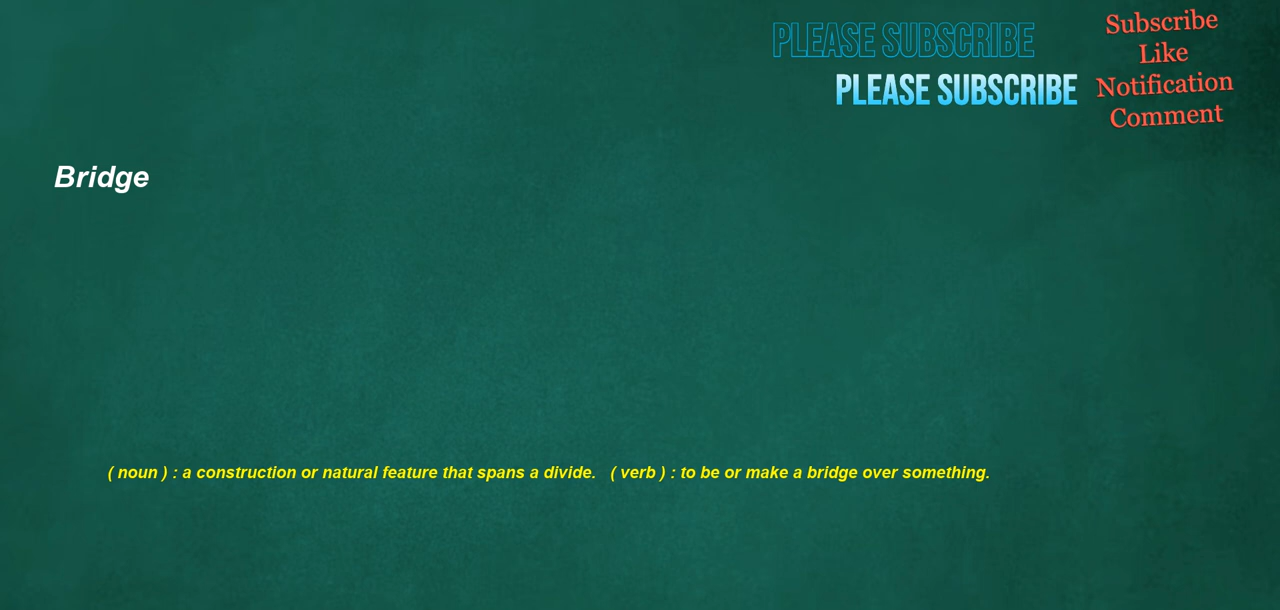 PLEASE SUBSCRIBE
PLEASE SUBSCRIBE
Subscribe
Like
Notification
Comment
Bridge
( noun ) : a construction or natural feature that spans a divide.   ( verb ) : to be or make a bridge over something.